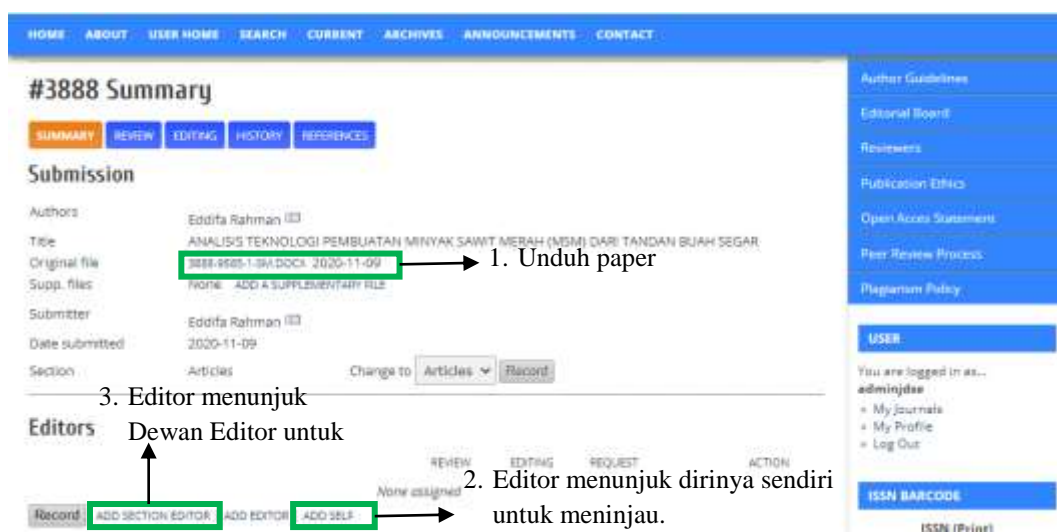 HOME ABOUT USER HOME SEARCH CURRENT ARCHIVES ANNOUNCEMENTS CONTACT
#3888 Summary
SUMMARY REVIEW EDITING HISTORY REFERENCES
Submission
Authors Eddifa Rahman
Title ANALISIS TEKNOLOGI PEMBUATAN MINYAK SAWIT MERAH (MSM) DARI TANDAN BUAH SEGAR
Original file 3888-9585-1-SM.DOCX 2020-11-09
1. Unduh paper
Supp. files None ADD A SUPPLEMENTARY FILE
Submitter Eddifa Rahman
Date submitted 2020-11-09
Section Articles Change to Articles Record
3. Editor menunjuk
Dewan Editor untuk
Editors
REVIEW EDITING REQUEST ACTION
None assigned
2. Editor menunjuk dirinya sendiri
untuk meninjau.
Record ADD SECTION EDITOR ADD EDITOR ADD SELF
Author Guidelines
Editorial Board
Reviewers
Publication Ethics
Open Acces Statement
Peer Review Process
Plagiarism Policy
USER
You are logged in as...
adminjdse
» My Journals
» My Profile
» Log Out
ISSN BARCODE
ISSN (Print)